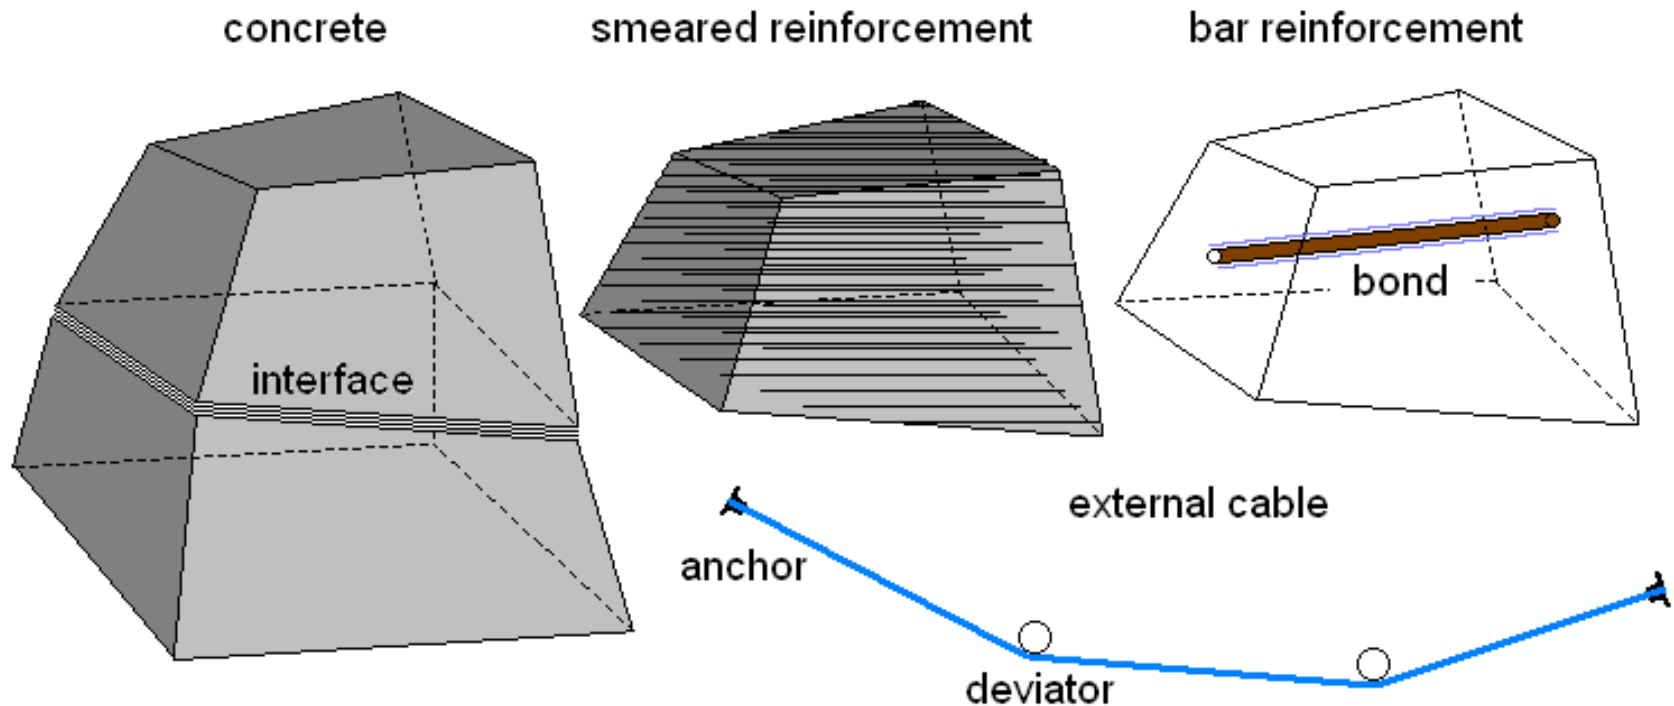 concrete
smeared reinforcement
bar reinforcement
interface
bond
external cable
anchor
deviator